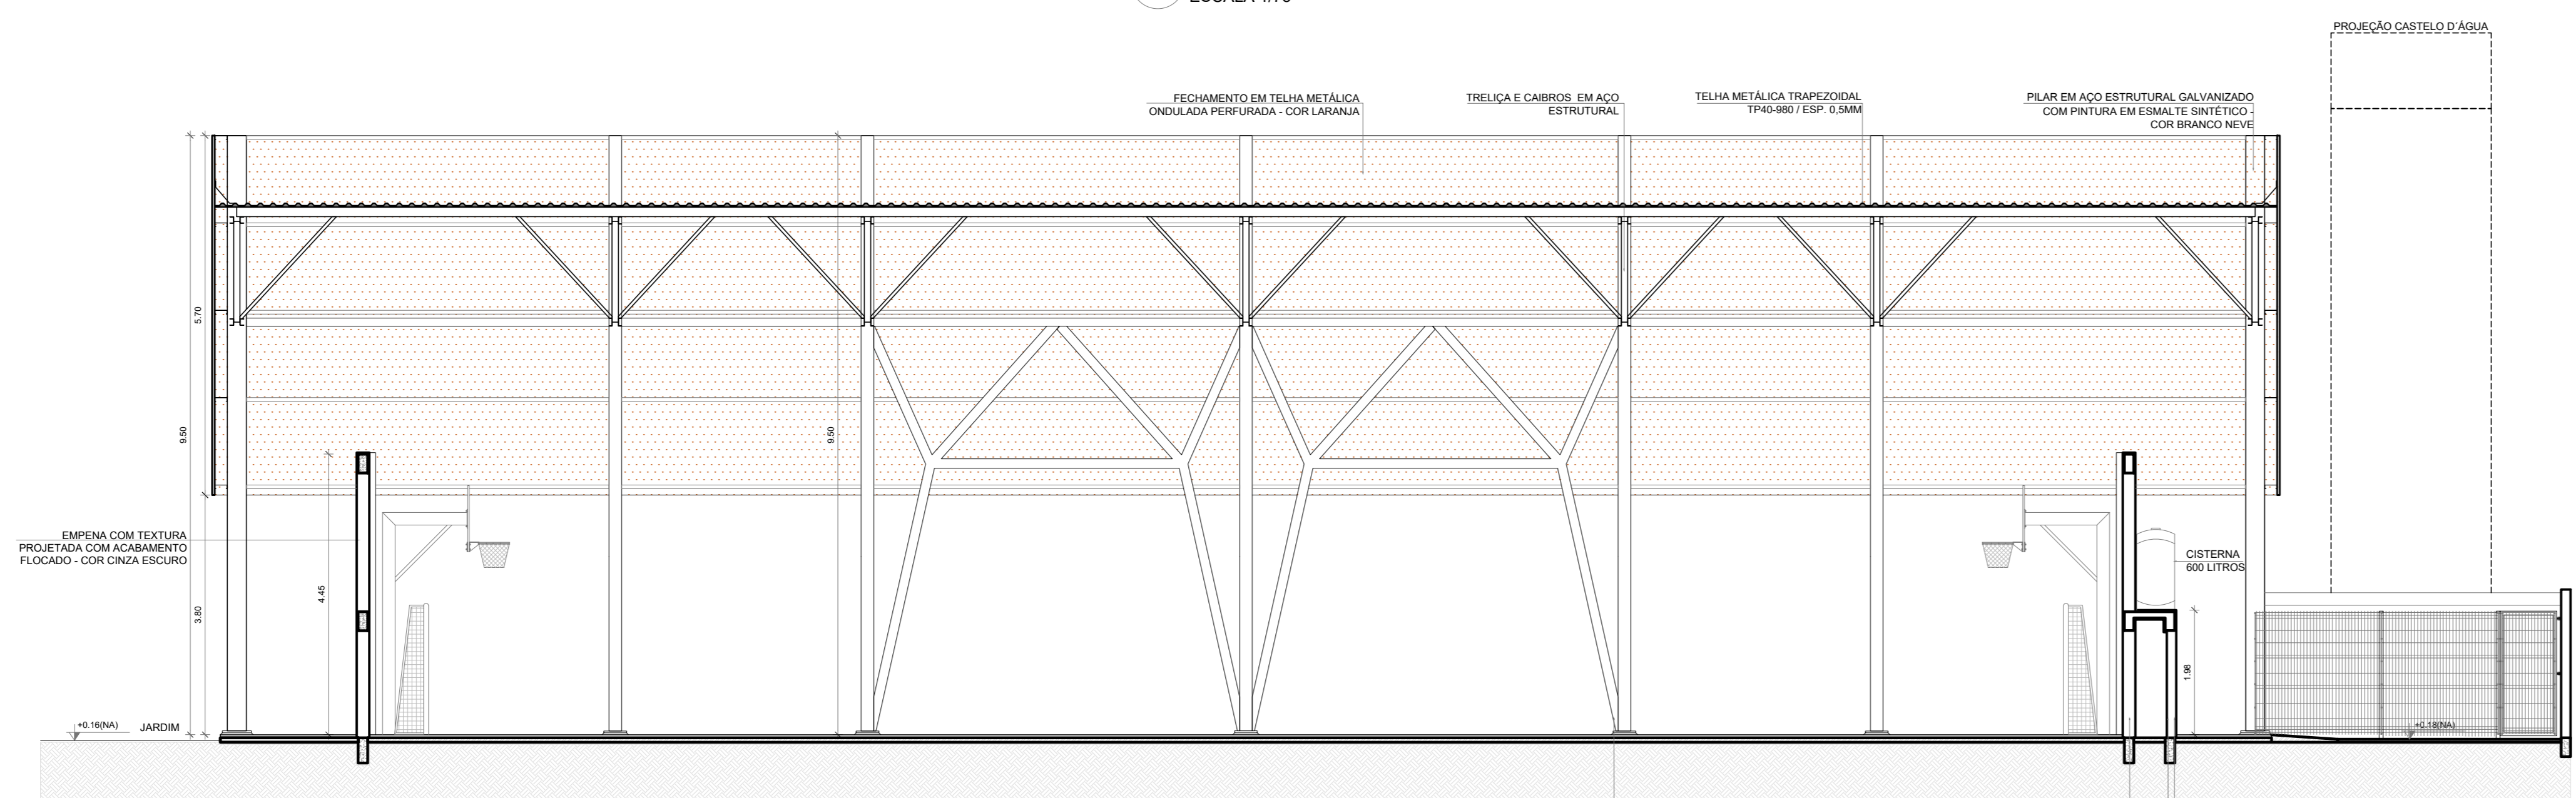 PROJEÇÃO CASTELO D´ÁGUA
FECHAMENTO EM TELHA METÁLICA
ONDULADA PERFURADA - COR LARANJA
TRELIÇA E CAIBROS EM AÇO
ESTRUTURAL
TELHA METÁLICA TRAPEZOIDAL
TP40-980 / ESP. 0,5MM
PILAR EM AÇO ESTRUTURAL GALVANIZADO
COM PINTURA EM ESMALTE SINTÉTICO -
COR BRANCO NEVE
5.70
9.50
9.50
EMPENA COM TEXTURA
PROJETADA COM ACABAMENTO
FLOCADO - COR CINZA ESCURO
CISTERNA
600 LITROS
4.45
3.80
1.98
+0.16(NA)
JARDIM
+0.18(NA)